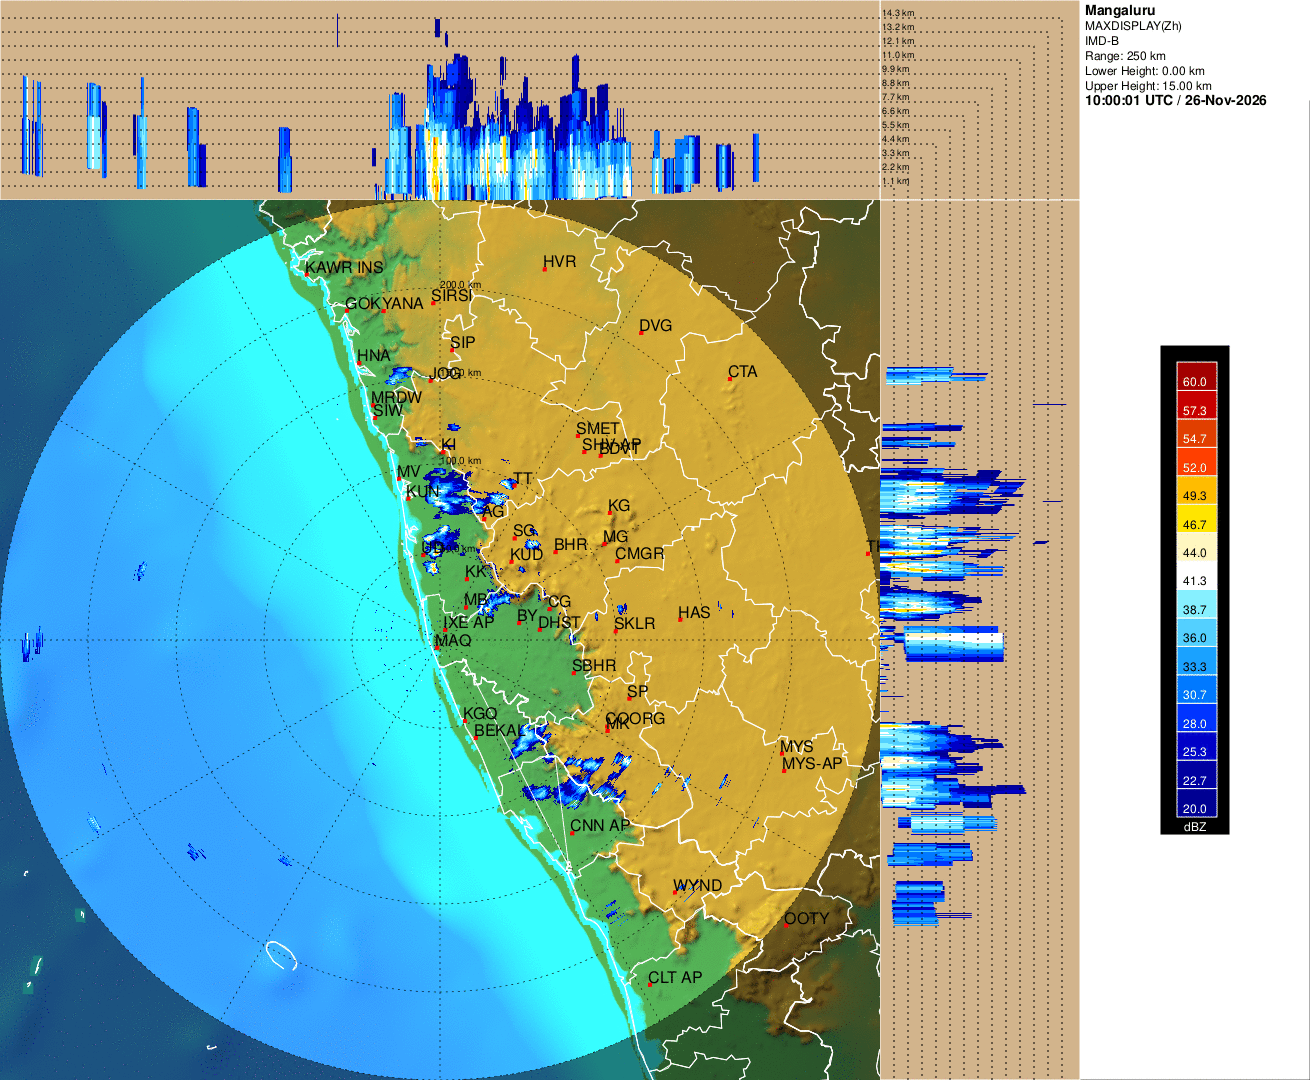 Mangaluru
MAXDISPLAY(Zh)
IMD-B
Range: 250 km
Lower Height: 0.00 km
Upper Height: 15.00 km
10:00:01 UTC / 26-Nov-2026
14.3 km
13.2 km
12.1 km
11.0 km
9.9 km
8.8 km
7.7 km
6.6 km
5.5 km
4.4 km
3.3 km
2.2 km
1.1 km
KAWR INS
HVR
200.0 km
GOKYANA
SIRSI
DVG
SIP
HNA
JOG
CTA
MRDW
SIW
SMET
KI
SHV-AP
BDVT
100.0 km
MV
TT
KUN
AG
KG
SG
MG
KUD
BHR
CMGR
KK
MB
CG
IXE AP
BY
DHST
SKLR
HAS
MAQ
SBHR
SP
KGQ
COORG
MK
BEKAL
MYS
MYS-AP
CNN AP
WYND
OOTY
CLT AP
60.0
57.3
54.7
52.0
49.3
46.7
44.0
41.3
38.7
36.0
33.3
30.7
28.0
25.3
22.7
20.0
dBZ